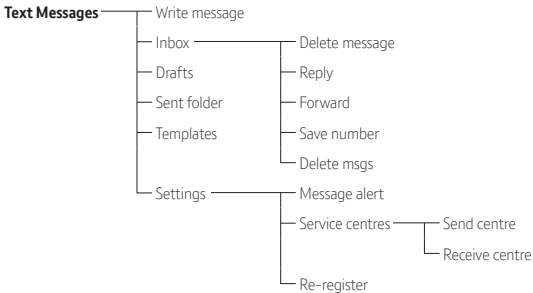 Text Messages Write message
Inbox Delete message
Drafts Reply
Sent folder Forward
Templates Save number
Delete msgs
Settings Message alert
Service centres Send centre
Receive centre
Re-register